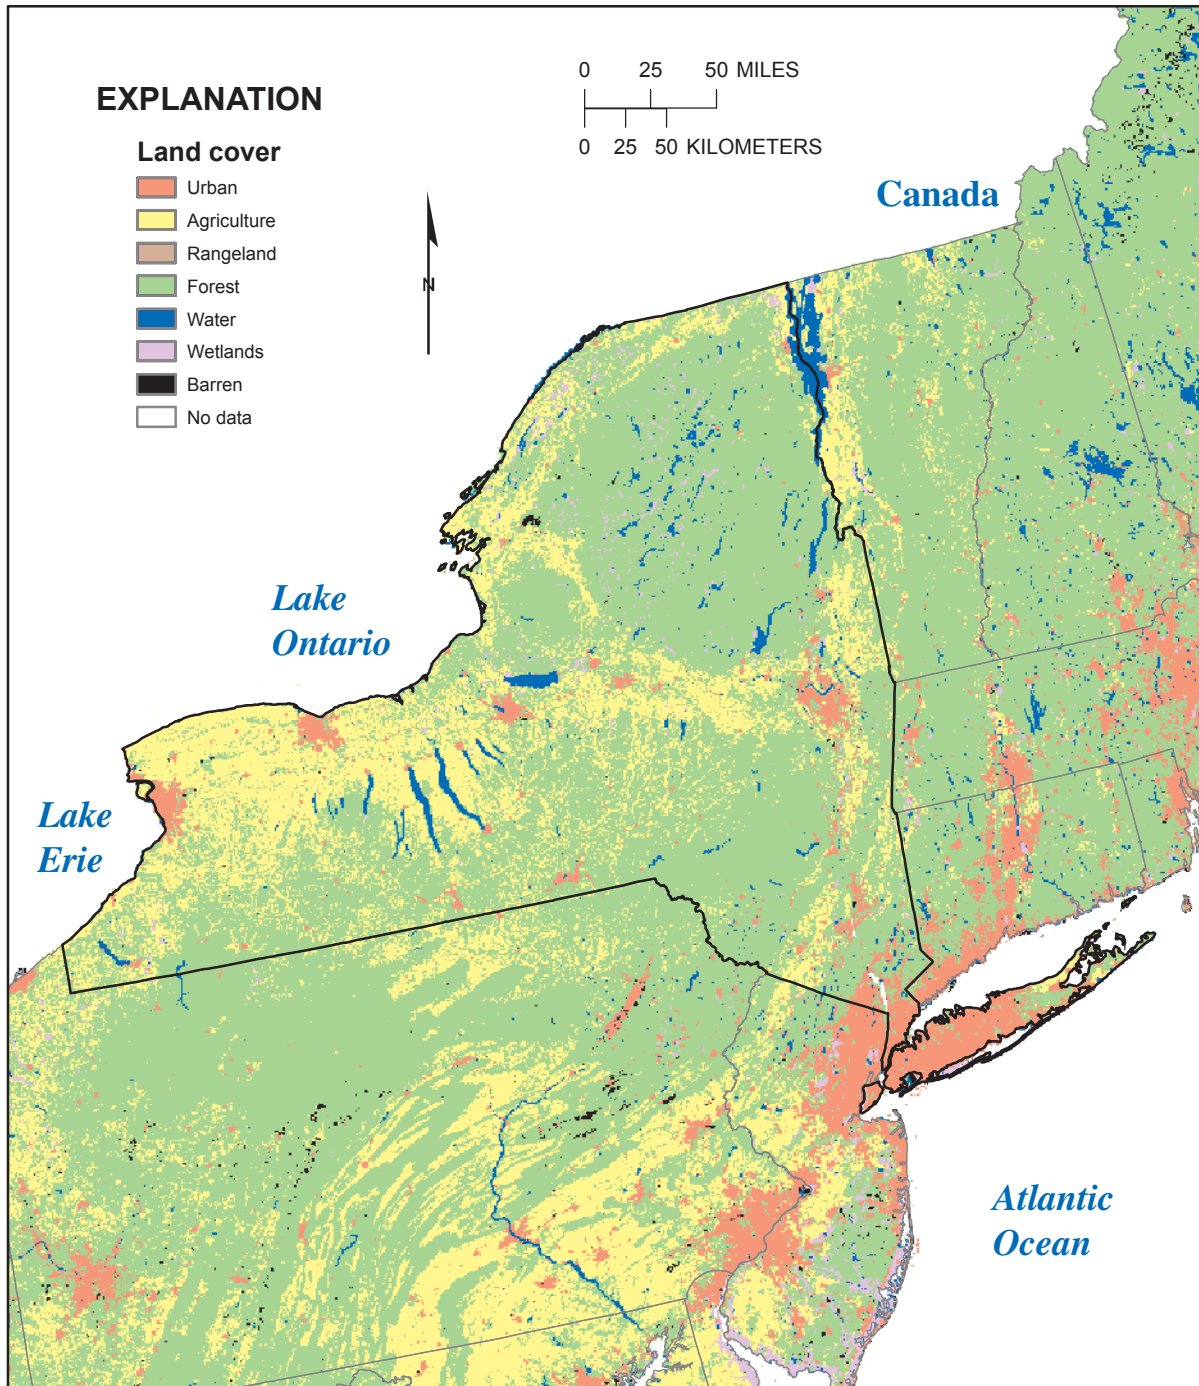 0 25 50 MILES
0 25 50 KILOMETERS
EXPLANATION
Land cover
Urban
Agriculture
Rangeland
Forest
Water
Wetlands
Barren
No data
N
Canada
Lake
Ontario
Lake
Erie
Atlantic
Ocean